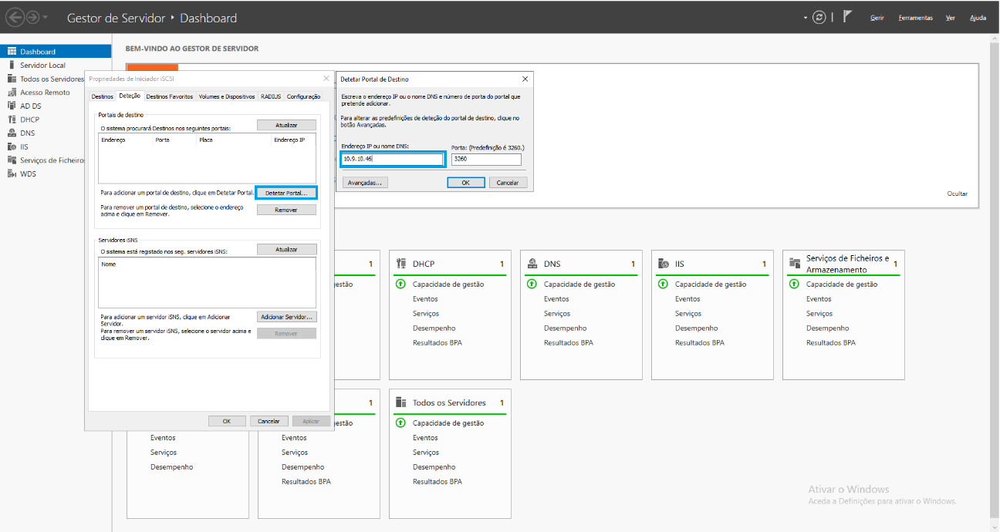 Gestor de Servidor ‣ Dashboard
Gerir
Ferramentas
Ver
Ajuda
Dashboard
Servidor Local
Todos os Servidores
Acesso Remoto
AD DS
DHCP
DNS
IIS
Serviços de Ficheiro
WDS
BEM-VINDO AO GESTOR DE SERVIDOR
Propriedades de Iniciador iSCSI
Destinos
Deteção
Destinos Favoritos
Volumes e Dispositivos
RADIUS
Configuração
Portais de destino
O sistema procurará Destinos nos seguintes portais:
Atualizar
Endereço
Porta
Placa
Endereço IP
Para adicionar um portal de destino, clique em Detetar Portal.
Detetar Portal...
Para remover um portal de destino, selecione o endereço
acima e clique em Remover.
Remover
Servidores iSNS
O sistema está registado nos seg. servidores iSNS:
Atualizar
Nome
Para adicionar um servidor iSNS, clique em Adicionar
Servidor.
Adicionar Servidor...
Para remover um servidor iSNS, selecione o servidor acima e
clique em Remover.
Remover
OK
Cancelar
Aplicar
Detetar Portal de Destino
Escreva o endereço IP ou o nome DNS e número de porta do portal que
pretende adicionar.
Para alterar as predefinições de deteção do portal de destino, clique no
botão Avançadas.
Endereço IP ou nome DNS:
Porta: (Predefinição é 3260.)
10.9.10.46
3260
Avançadas...
OK
Cancelar
Ocultar
1
estão
DHCP
1
Capacidade de gestão
Eventos
Serviços
Desempenho
Resultados BPA
DNS
1
Capacidade de gestão
Eventos
Serviços
Desempenho
Resultados BPA
IIS
1
Capacidade de gestão
Eventos
Serviços
Desempenho
Resultados BPA
Serviços de Ficheiros e
Armazenamento
1
Capacidade de gestão
Eventos
Serviços
Desempenho
Resultados BPA
Eventos
Serviços
Desempenho
1
estão
Eventos
Serviços
Desempenho
Resultados BPA
Todos os Servidores
1
Capacidade de gestão
Eventos
Serviços
Desempenho
Resultados BPA
Ativar o Windows
Aceda a Definições para ativar o Windows.